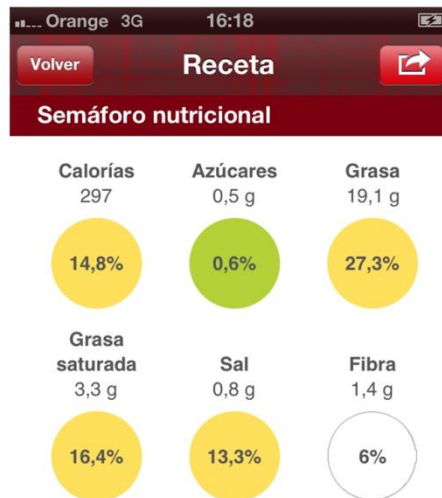 Orange 3G 16:18
Volver Receta
Semáforo nutricional
Calorías Azúcares Grasa
297 0,5 g 19,1 g
14,8% 0,6% 27,3%
Grasa
saturada Sal Fibra
3,3 g 0,8 g 1,4 g
16,4% 13,3% 6%